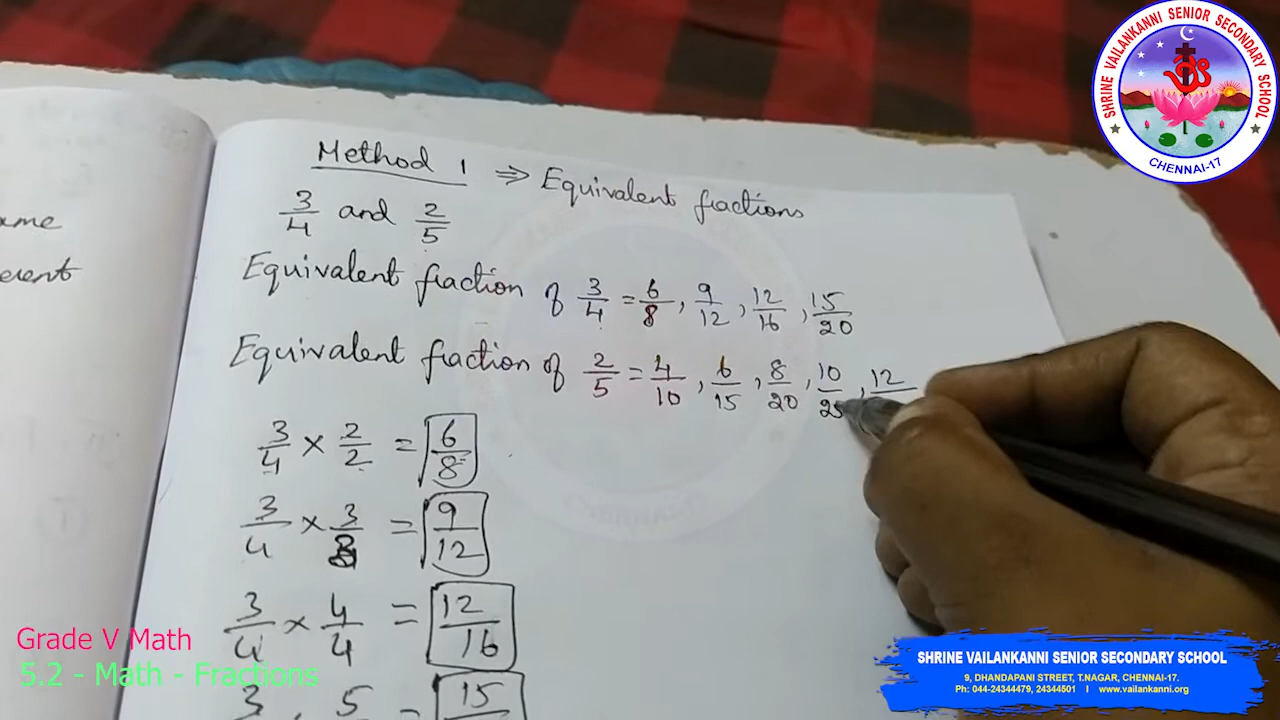 SHRINE VAILANKANNI SENIOR SECONDARY SCHOOL
CHENNAI-17
Method 1 ⇒ Equivalent fractions
3/4 and 2/5
Equivalent fraction of 3/4 = 6/8, 9/12, 12/16, 15/20
Equivalent fraction of 2/5 = 4/10, 6/15, 8/20, 10/25, 12
3/4 × 2/2 = 6/8
3/4 × 3/3 = 9/12
3/4 × 4/4 = 12/16
3 5 = 15
Grade V Math
5.2 - Math - Fractions
SHRINE VAILANKANNI SENIOR SECONDARY SCHOOL
9, DHANDAPANI STREET, T.NAGAR, CHENNAI-17.
Ph: 044-24344479, 24344501 I www.vailankanni.org